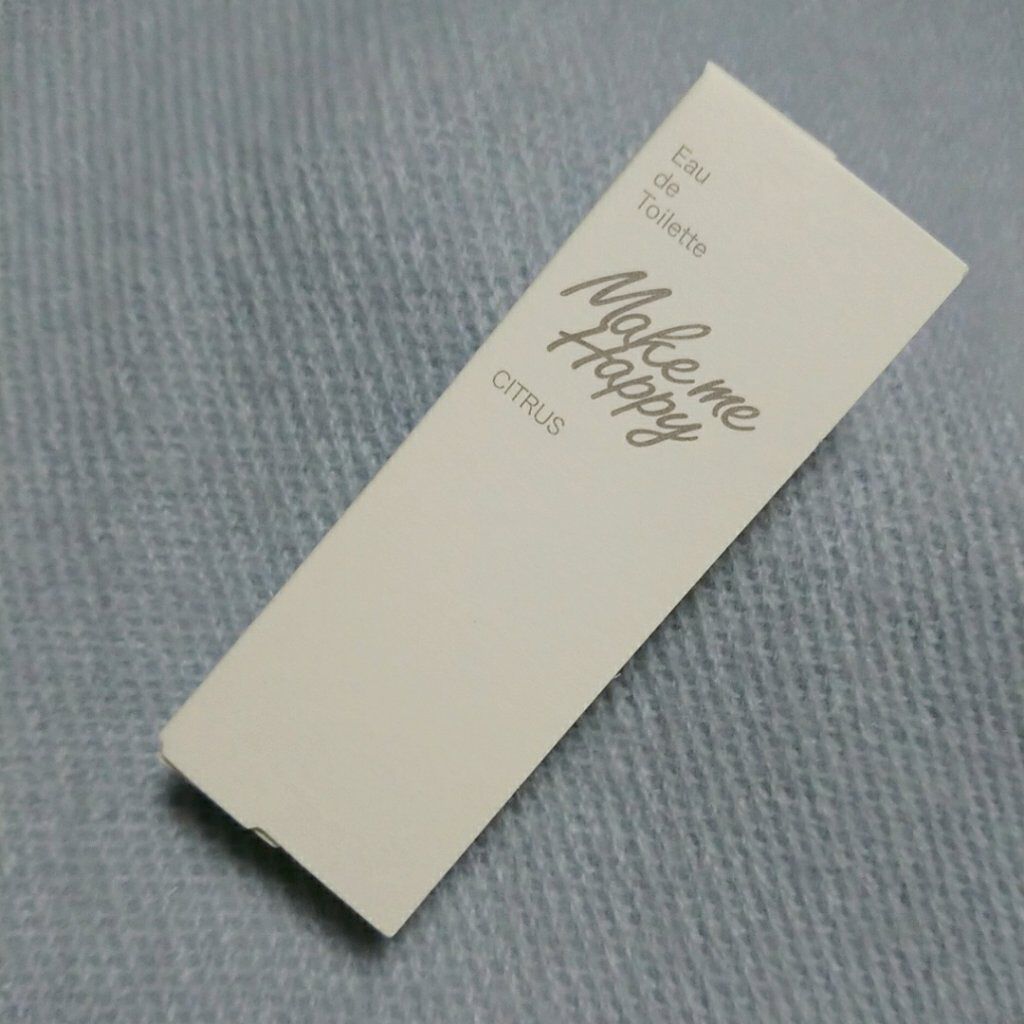 Eau
de
Toilette
Make me
Happy
CITRUS